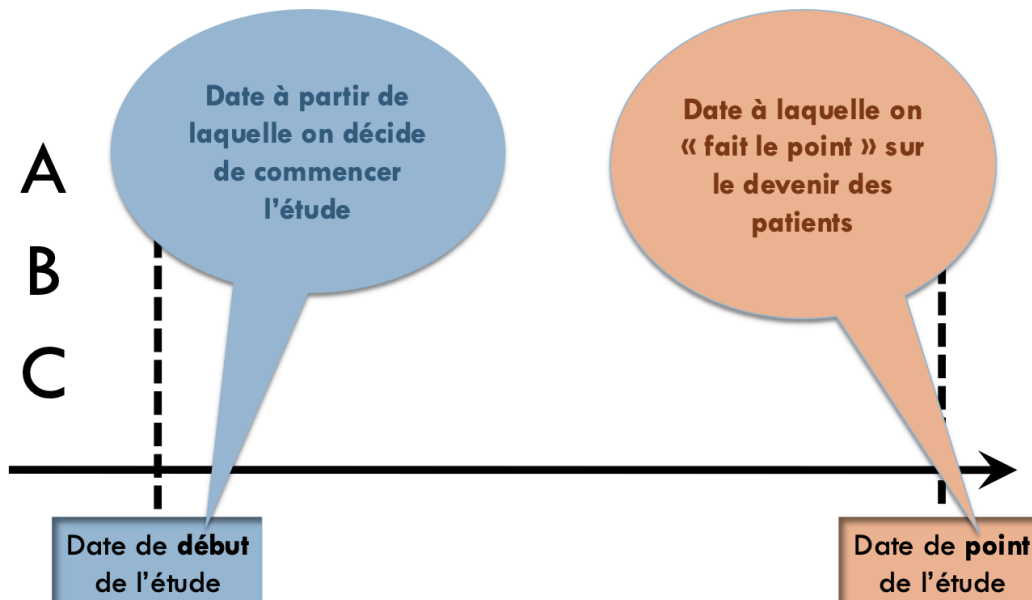 Date à partir de
laquelle on décide
de commencer
l'étude
Date à laquelle on
« fait le point » sur
le devenir des
patients
A
B
C
Date de début
de l'étude
Date de point
de l'étude